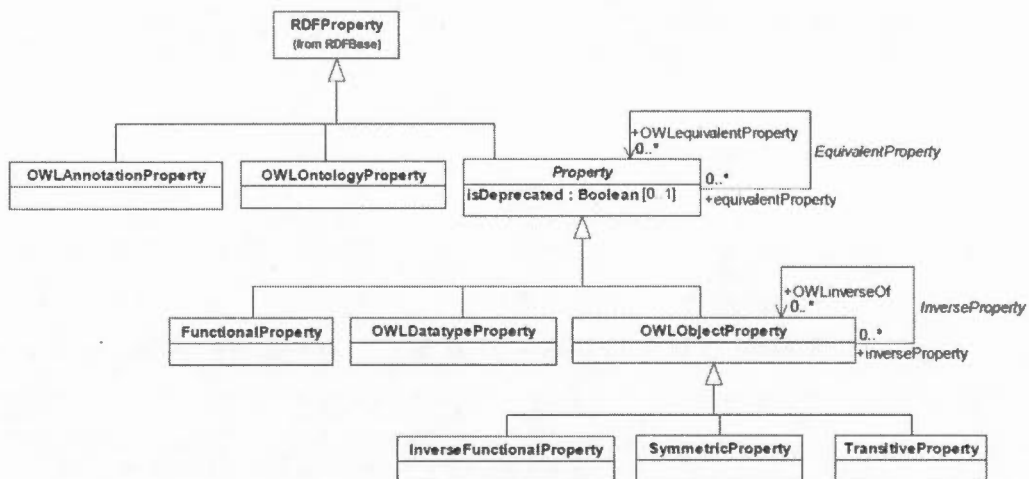 RDFProperty
(from RDFBase)
+OWLequivalentProperty
0..*
EquivalentProperty
OWLAnnotationProperty
OWLOntologyProperty
Property
0..*
isDeprecated : Boolean [0..1]
+equivalentProperty
+OWLinverseOf
0..*
InverseProperty
FunctionalProperty
OWLDatatypeProperty
OWLObjectProperty
0..*
+inverseProperty
InverseFunctionalProperty
SymmetricProperty
TransitiveProperty